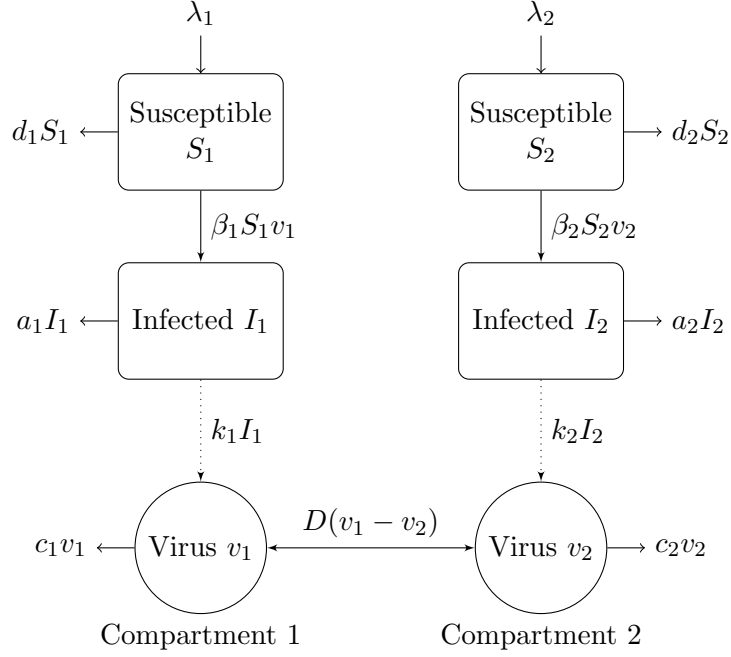 λ₁ λ₂
d₁S₁ Susceptible S₁ Susceptible S₂ d₂S₂
β₁S₁v₁ β₂S₂v₂
a₁I₁ Infected I₁ Infected I₂ a₂I₂
k₁I₁ k₂I₂
D(v₁ − v₂)
c₁v₁ Virus v₁ Virus v₂ c₂v₂
Compartment 1 Compartment 2